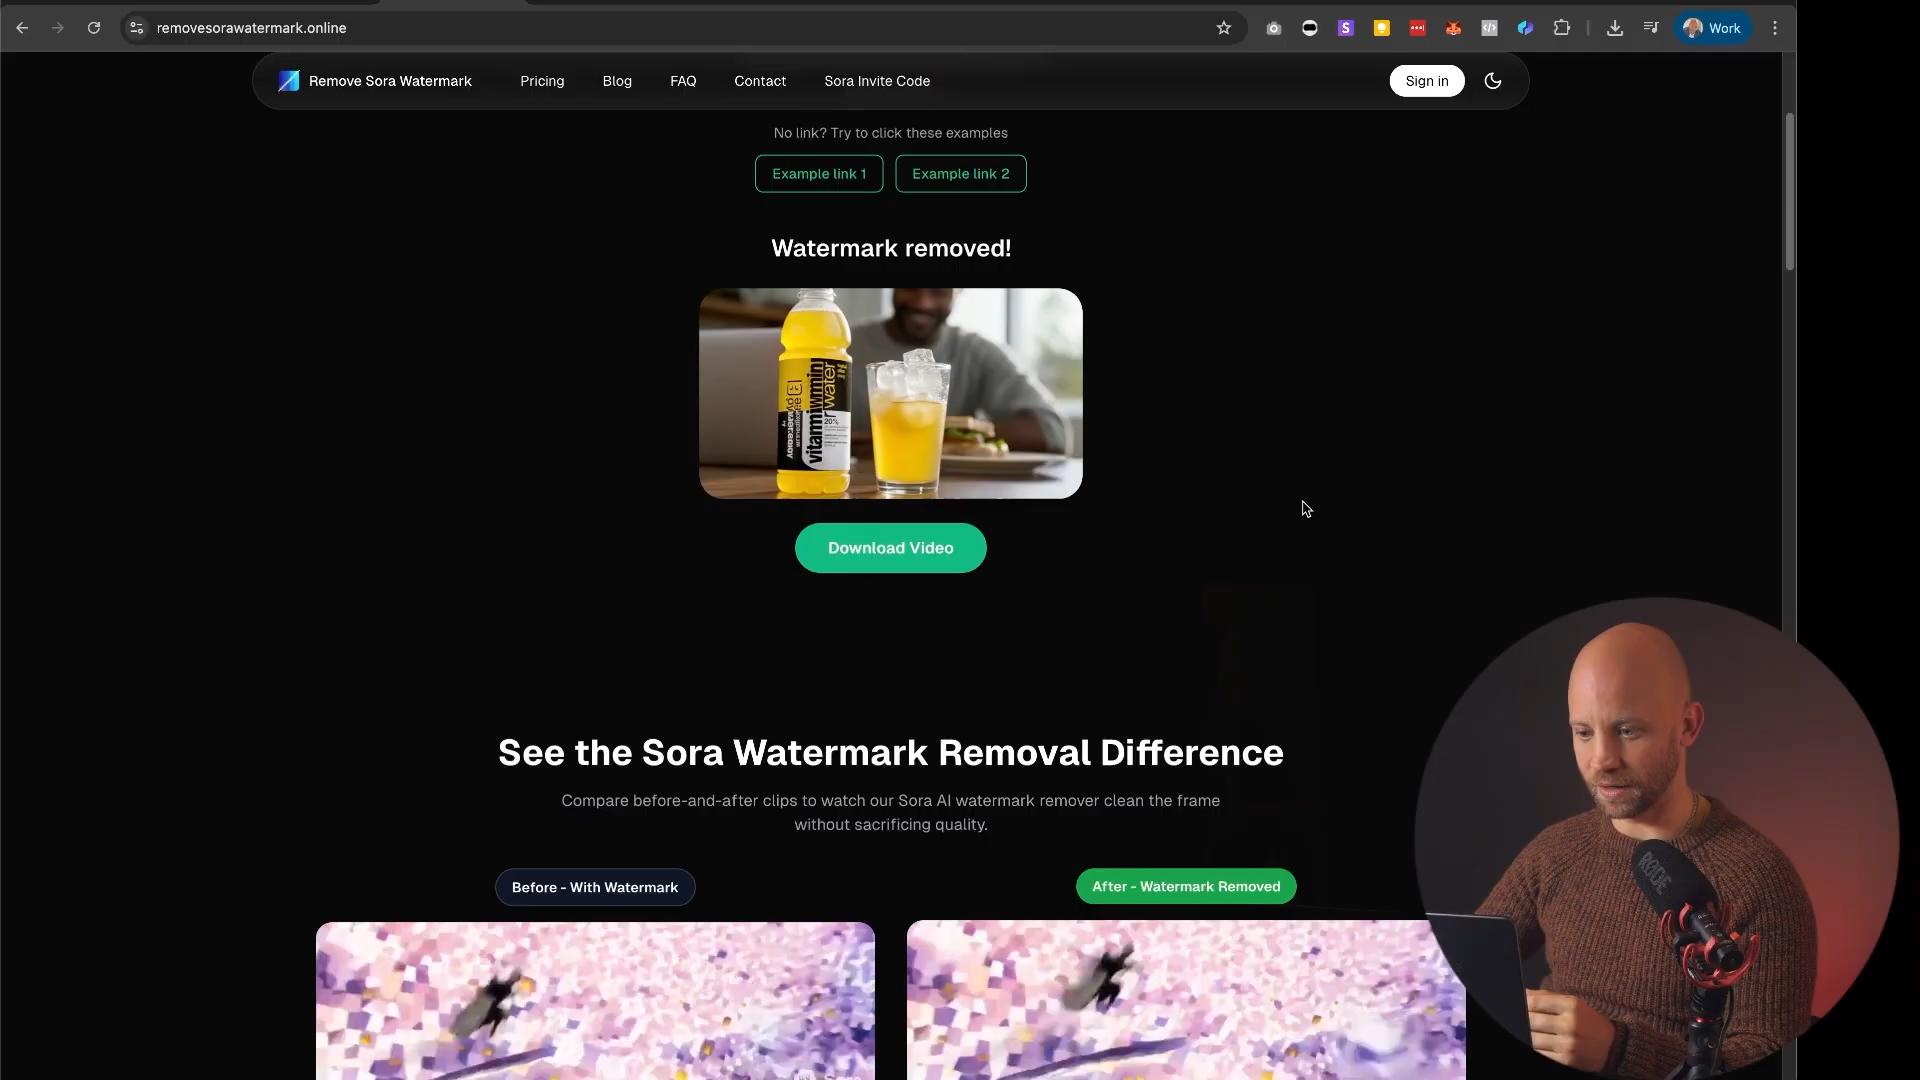 removesorawatermark.online
Work
Remove Sora Watermark
Pricing
Blog
FAQ
Contact
Sora Invite Code
Sign in
No link? Try to click these examples
Example link 1
Example link 2
Watermark removed!
water
20%
Download Video
See the Sora Watermark Removal Difference
Compare before-and-after clips to watch our Sora AI watermark remover clean the frame
without sacrificing quality.
Before - With Watermark
After - Watermark Removed
RØDE